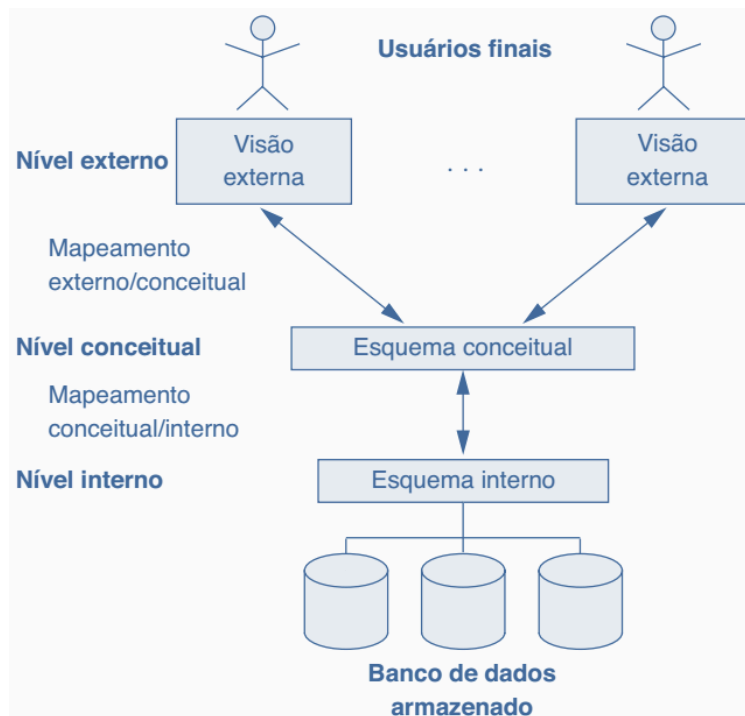 Usuários finais
Nível externo
Visão
externa
. . .
Visão
externa
Mapeamento
externo/conceitual
Nível conceitual
Esquema conceitual
Mapeamento
conceitual/interno
Nível interno
Esquema interno
Banco de dados
armazenado